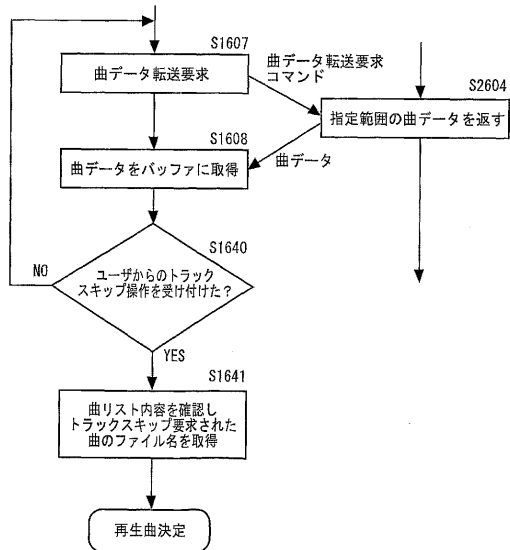 S1607
曲データ転送要求
曲データ転送要求
コマンド
S2604
指定範囲の曲データを返す
S1608
曲データをバッファに取得
曲データ
S1640
ユーザからのトラック
スキップ操作を受け付けた？
NO
YES
S1641
曲リスト内容を確認し
トラックスキップ要求された
曲のファイル名を取得
再生曲決定